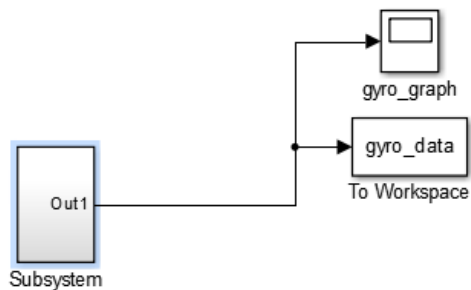 gyro_graph
gyro_data
To Workspace
Out1
Subsystem